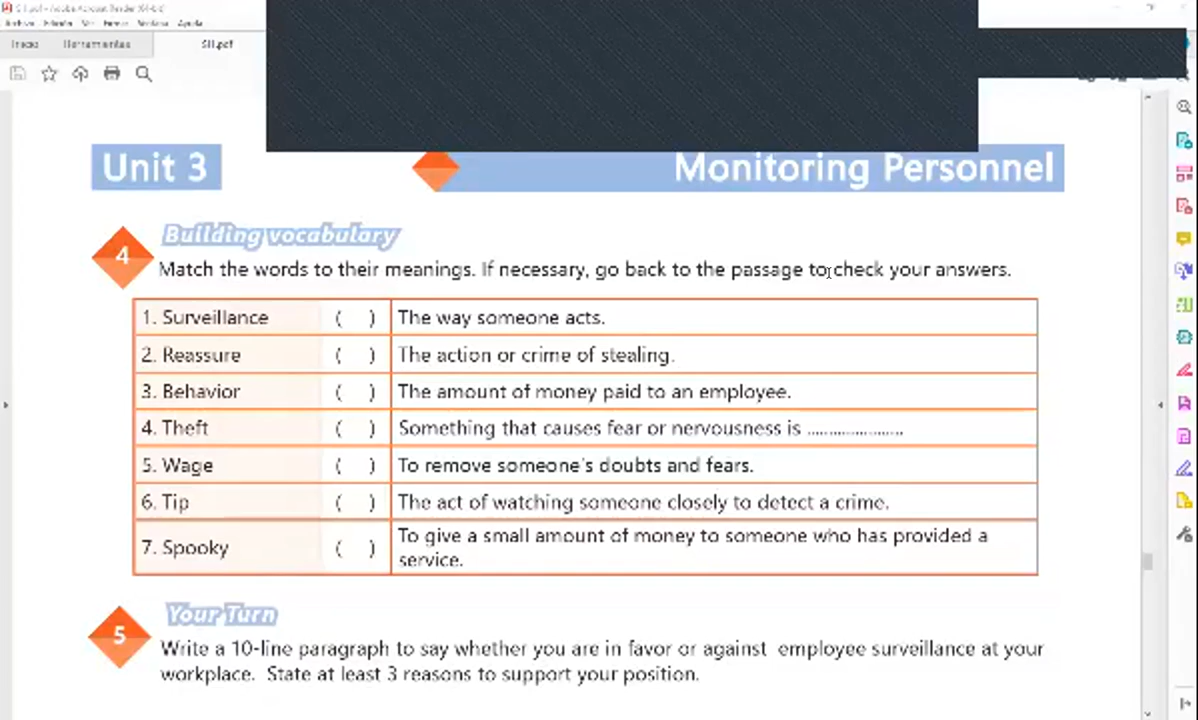 Inicio Herramientas SII.pdf
Unit 3 Monitoring Personnel
4 Building vocabulary
Match the words to their meanings. If necessary, go back to the passage to check your answers.
1. Surveillance ( ) The way someone acts.
2. Reassure ( ) The action or crime of stealing.
3. Behavior ( ) The amount of money paid to an employee.
4. Theft ( ) Something that causes fear or nervousness is ......................
5. Wage ( ) To remove someone's doubts and fears.
6. Tip ( ) The act of watching someone closely to detect a crime.
7. Spooky ( ) To give a small amount of money to someone who has provided a
service.
5 Your Turn
Write a 10-line paragraph to say whether you are in favor or against employee surveillance at your
workplace. State at least 3 reasons to support your position.